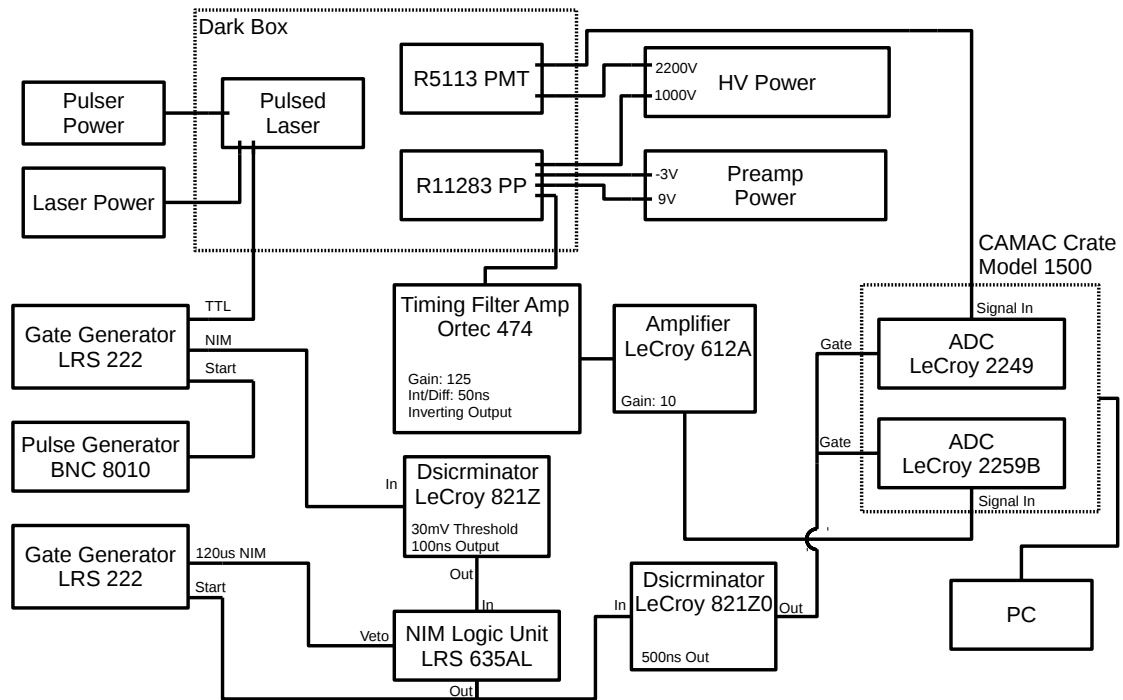 Dark Box
Pulser
Power
Pulsed
Laser
R5113 PMT
2200V
1000V
HV Power
Laser Power
R11283 PP
-3V
9V
Preamp
Power
CAMAC Crate
Model 1500
TTL
Gate Generator
LRS 222
NIM
Start
Timing Filter Amp
Ortec 474
Gain: 125
Int/Diff: 50ns
Inverting Output
Amplifier
LeCroy 612A
Gain: 10
Signal In
Gate
ADC
LeCroy 2249
Pulse Generator
BNC 8010
Gate
ADC
LeCroy 2259B
Signal In
In
Dsicrminator
LeCroy 821Z
30mV Threshold
100ns Output
Out
Gate Generator
LRS 222
120us NIM
Start
In
Veto
NIM Logic Unit
LRS 635AL
Out
In
Dsicrminator
LeCroy 821Z0
500ns Out
Out
PC